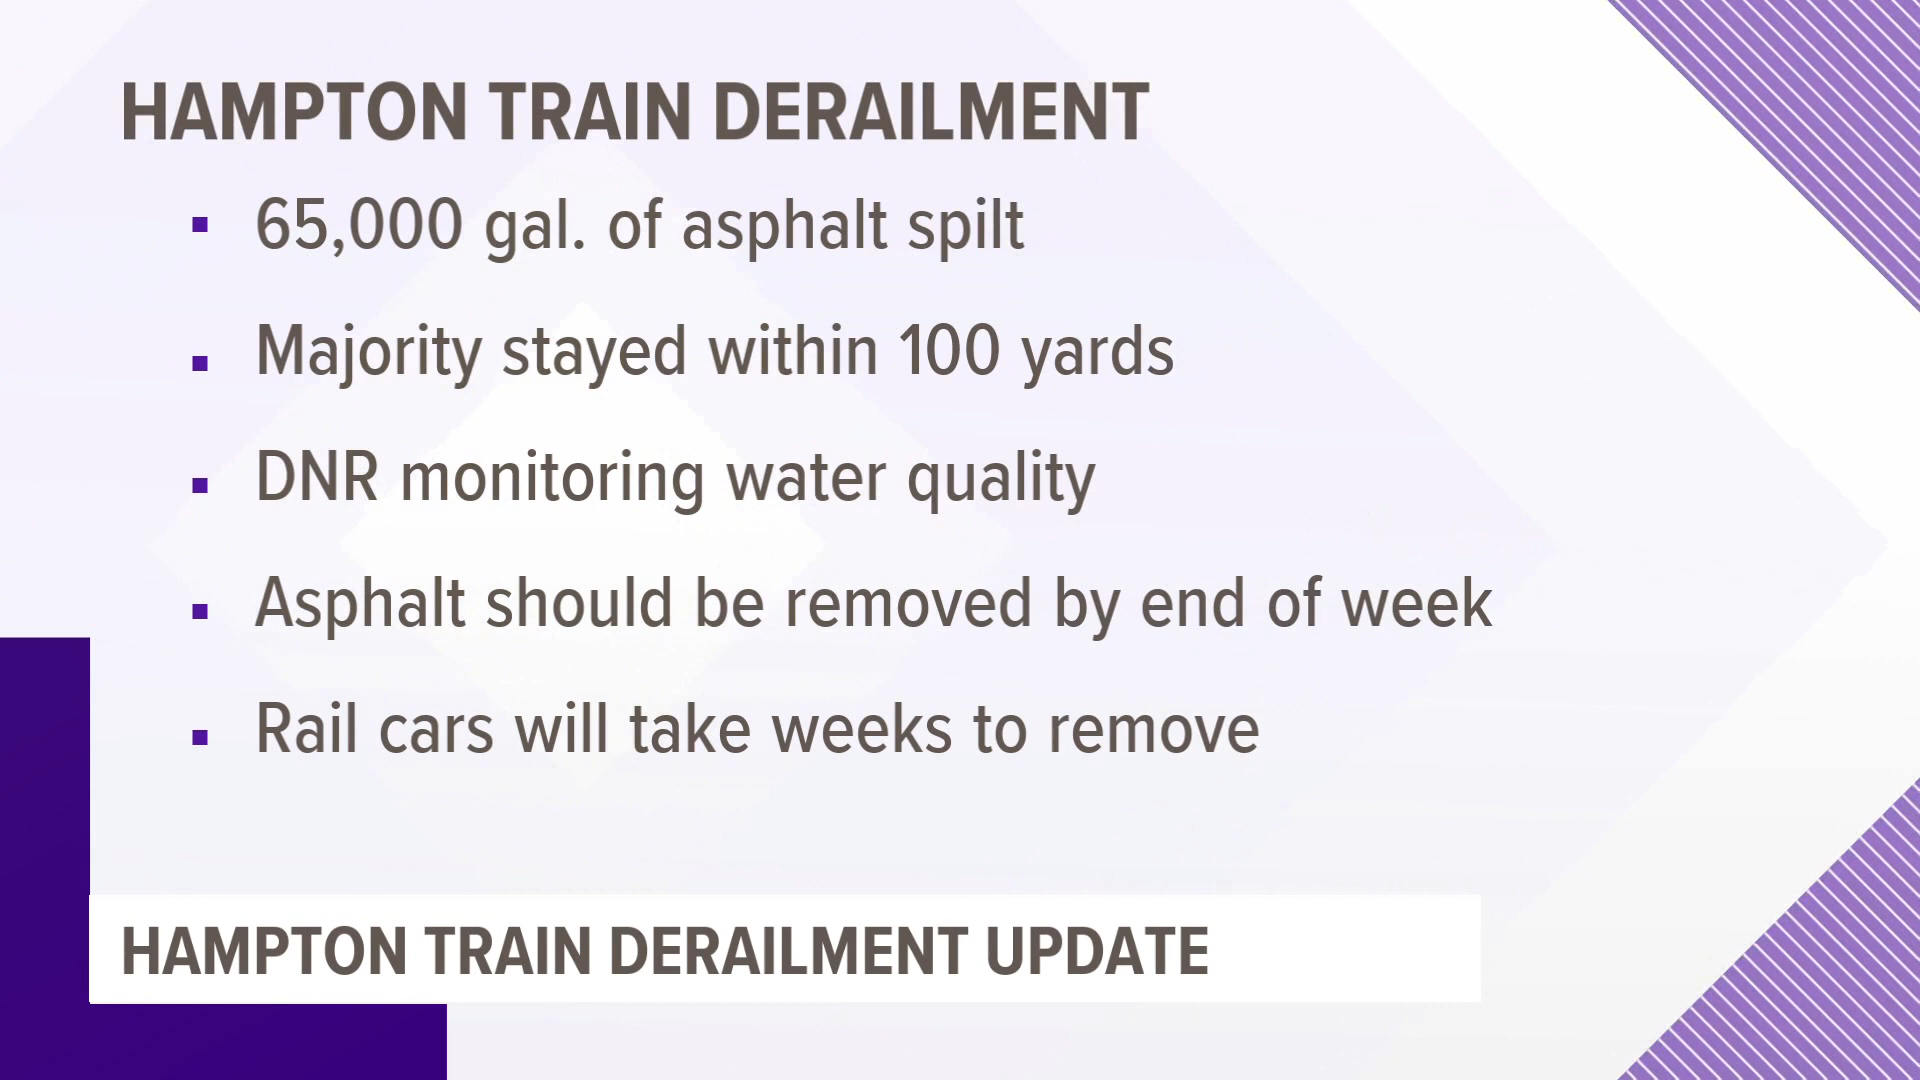 HAMPTON TRAIN DERAILMENT
65,000 gal. of asphalt spilt
Majority stayed within 100 yards
DNR monitoring water quality
Asphalt should be removed by end of week
Rail cars will take weeks to remove
HAMPTON TRAIN DERAILMENT UPDATE